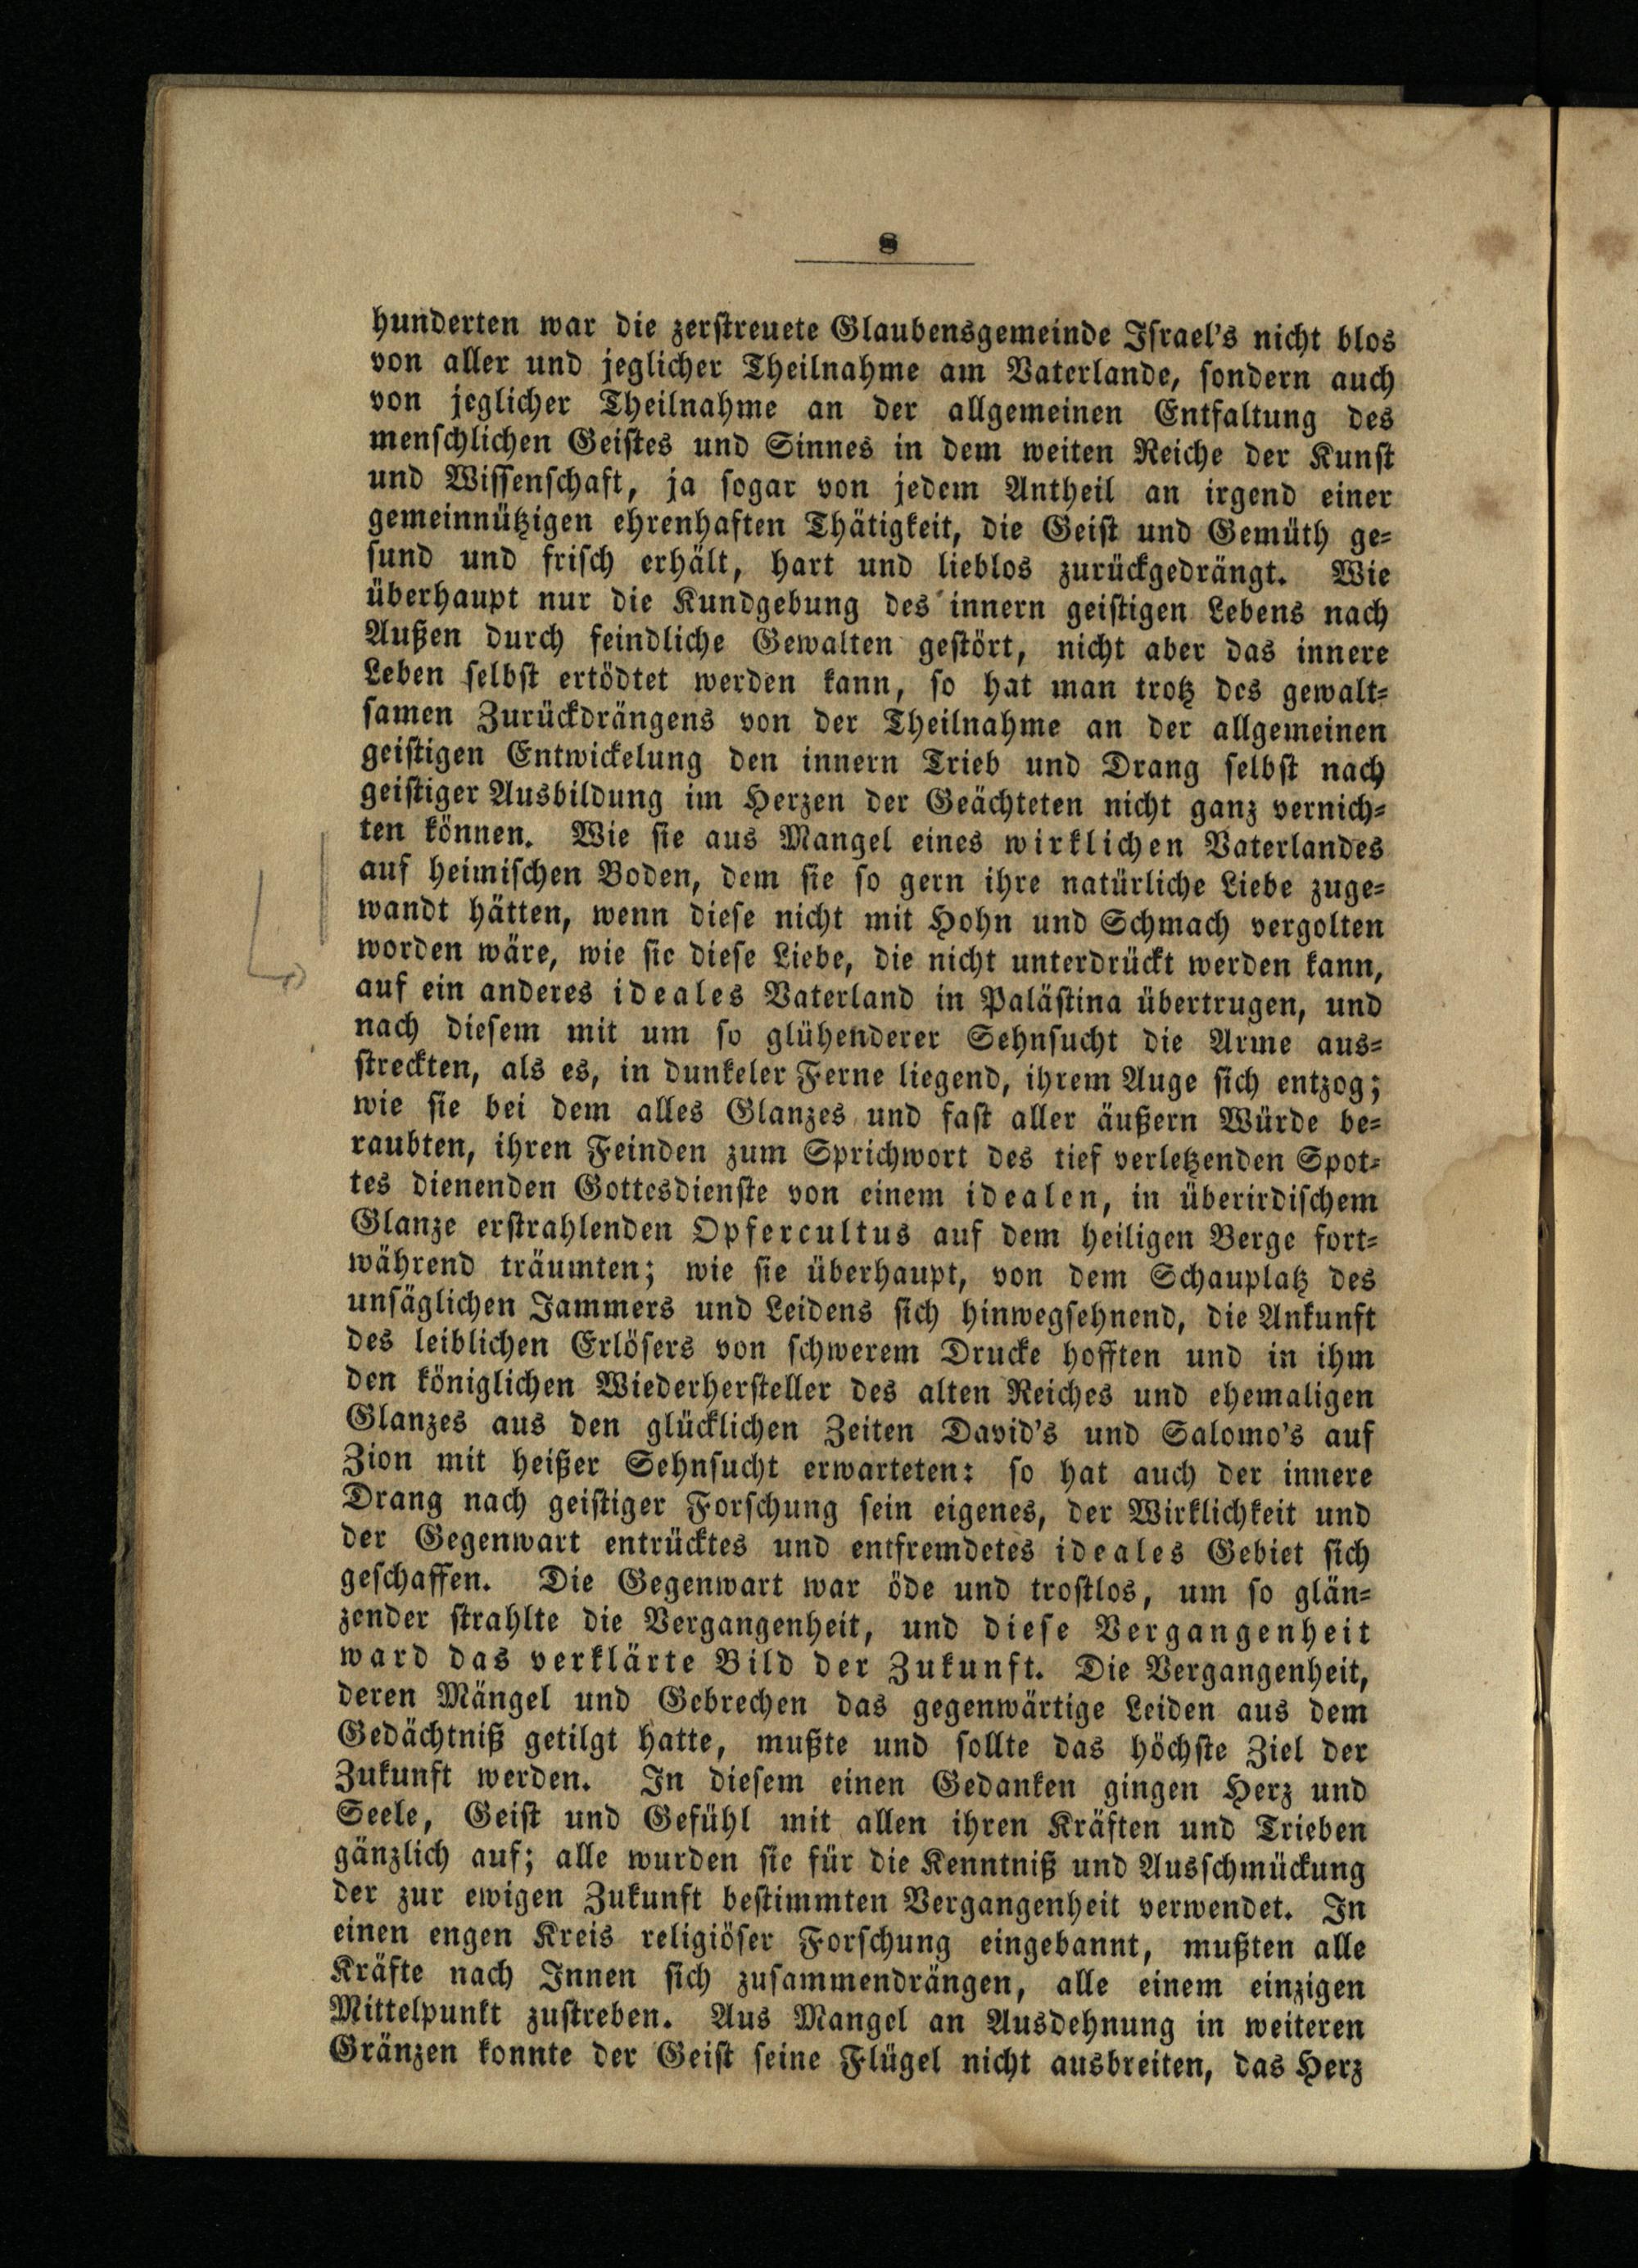 8
hunderten war die zerstreuete Glaubensgemeinde Israel's nicht blos
von aller und jeglicher Theilnahme am Vaterlande, sondern auch
von jeglicher Theilnahme an der allgemeinen Entfaltung des
menschlichen Geistes und Sinnes in dem weiten Reiche der Kunst
und Wissenschaft, ja sogar von jedem Antheil an irgend einer
gemeinnützigen ehrenhaften Thätigkeit, die Geist und Gemüth ge-
sund und frisch erhält, hart und lieblos zurückgedrängt. Wie
überhaupt nur die Kundgebung des innern geistigen Lebens nach
Außen durch feindliche Gewalten gestört, nicht aber das innere
Leben selbst ertödtet werden kann, so hat man trotz des gewalt-
samen Zurückdrängens von der Theilnahme an der allgemeinen
geistigen Entwickelung den innern Trieb und Drang selbst nach
geistiger Ausbildung im Herzen der Geächteten nicht ganz vernich-
ten können. Wie sie aus Mangel eines wirklichen Vaterlandes
auf heimischen Boden, dem sie so gern ihre natürliche Liebe zuge-
wandt hätten, wenn diese nicht mit Hohn und Schmach vergolten
worden wäre, wie sie diese Liebe, die nicht unterdrückt werden kann,
auf ein anderes ideales Vaterland in Palästina übertrugen, und
nach diesem mit um so glühenderer Sehnsucht die Arme aus-
streckten, als es, in dunkeler Ferne liegend, ihrem Auge sich entzog;
wie sie bei dem alles Glanzes und fast aller äußern Würde be-
raubten, ihren Feinden zum Sprichwort des tief verletzenden Spot-
tes dienenden Gottesdienste von einem idealen, in überirdischem
Glanze erstrahlenden Opfercultus auf dem heiligen Berge fort-
während träumten; wie sie überhaupt, von dem Schauplatz des
unsäglichen Jammers und Leidens sich hinwegsehnend, die Ankunft
des leiblichen Erlösers von schwerem Drucke hofften und in ihm
den königlichen Wiederhersteller des alten Reiches und ehemaligen
Glanzes aus den glücklichen Zeiten David's und Salomo's auf
Zion mit heißer Sehnsucht erwarteten: so hat auch der innere
Drang nach geistiger Forschung sein eigenes, der Wirklichkeit und
der Gegenwart entrücktes und entfremdetes ideales Gebiet sich
geschaffen. Die Gegenwart war öde und trostlos, um so glän-
zender strahlte die Vergangenheit, und diese Vergangenheit
ward das verklärte Bild der Zukunft. Die Vergangenheit,
deren Mängel und Gebrechen das gegenwärtige Leiden aus dem
Gedächtniß getilgt hatte, mußte und sollte das höchste Ziel der
Zukunft werden. In diesem einen Gedanken gingen Herz und
Seele, Geist und Gefühl mit allen ihren Kräften und Trieben
gänzlich auf; alle wurden sie für die Kenntniß und Ausschmückung
der zur ewigen Zukunft bestimmten Vergangenheit verwendet. In
einen engen Kreis religiöser Forschung eingebannt, mußten alle
Kräfte nach Innen sich zusammendrängen, alle einem einzigen
Mittelpunkt zustreben. Aus Mangel an Ausdehnung in weiteren
Gränzen konnte der Geist seine Flügel nicht ausbreiten, das Herz